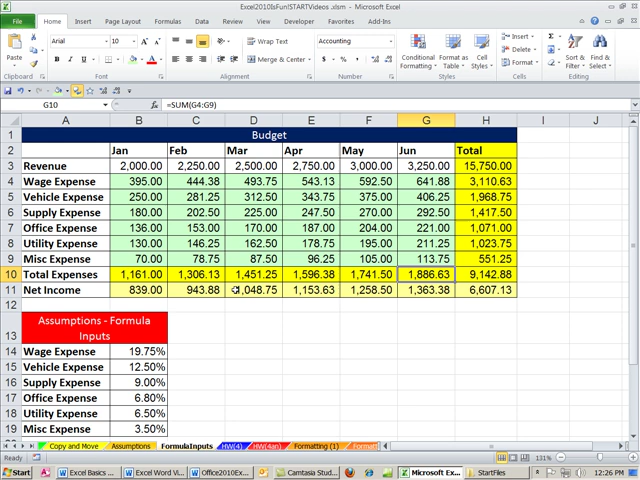 Excel2010IsFun!STARTVideos .xlsm - Microsoft Excel
File Home Insert Page Layout Formulas Data Review View Developer Favorites Add-Ins
Arial 10 Wrap Text Accounting Insert
Paste B I U Merge & Center $ % , Conditional Formatting Format as Table Cell Styles Delete Format Sort & Filter Find & Select
Clipboard Font Alignment Number Styles Cells Editing
G10 fx =SUM(G4:G9)
A B C D E F G H I J
1 Budget
2 Jan Feb Mar Apr May Jun Total
3 Revenue 2,000.00 2,250.00 2,500.00 2,750.00 3,000.00 3,250.00 15,750.00
4 Wage Expense 395.00 444.38 493.75 543.13 592.50 641.88 3,110.63
5 Vehicle Expense 250.00 281.25 312.50 343.75 375.00 406.25 1,968.75
6 Supply Expense 180.00 202.50 225.00 247.50 270.00 292.50 1,417.50
7 Office Expense 136.00 153.00 170.00 187.00 204.00 221.00 1,071.00
8 Utility Expense 130.00 146.25 162.50 178.75 195.00 211.25 1,023.75
9 Misc Expense 70.00 78.75 87.50 96.25 105.00 113.75 551.25
10 Total Expenses 1,161.00 1,306.13 1,451.25 1,596.38 1,741.50 1,886.63 9,142.88
11 Net Income 839.00 943.88 1,048.75 1,153.63 1,258.50 1,363.38 6,607.13
12
13 Assumptions - Formula
Inputs
14 Wage Expense 19.75%
15 Vehicle Expense 12.50%
16 Supply Expense 9.00%
17 Office Expense 6.80%
18 Utility Expense 6.50%
19 Misc Expense 3.50%
Copy and Move Assumptions FormulaInputs HW(4) HW(4an) Formatting (1) Formatti
Ready 131%
Start Excel Basics ... Excel Word Vi... Office2010Ex... Camtasia Stud... Microsoft Ex... StartFiles 12:26 PM